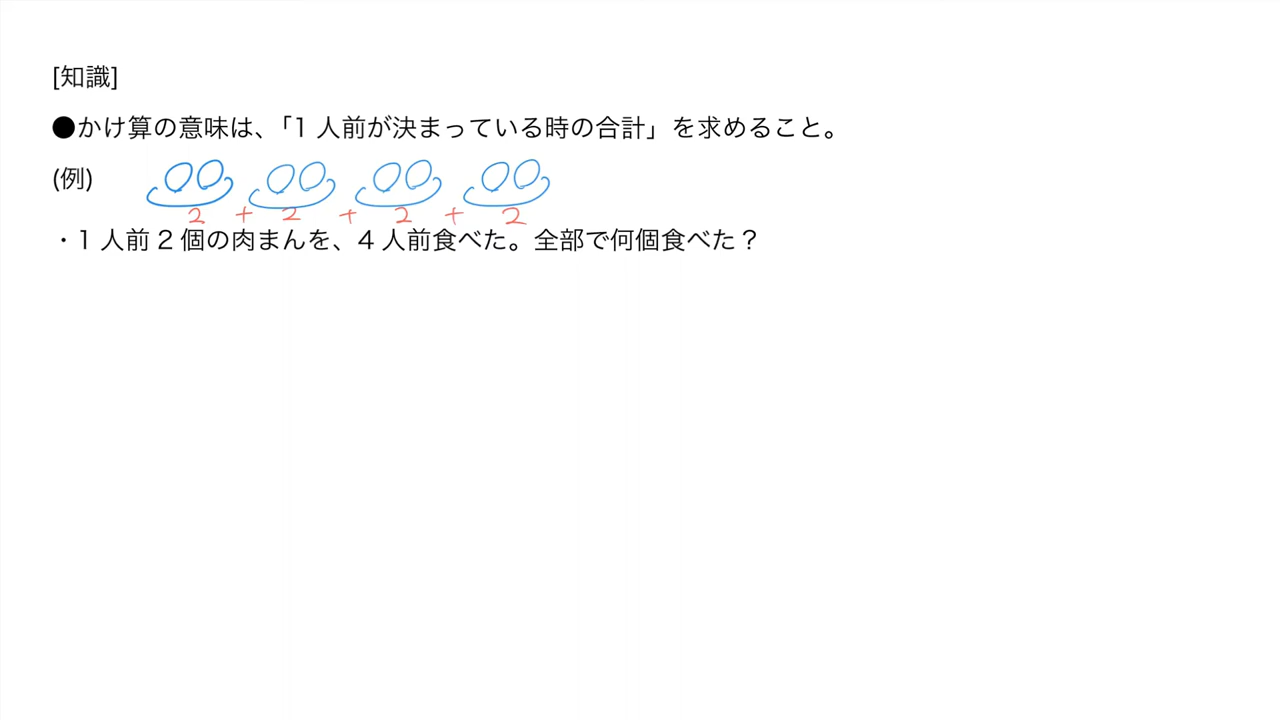 [知識]
●かけ算の意味は、「1人前が決まっている時の合計」を求めること。
(例)
2 + 2 + 2 + 2
・1人前2個の肉まんを、4人前食べた。全部で何個食べた？